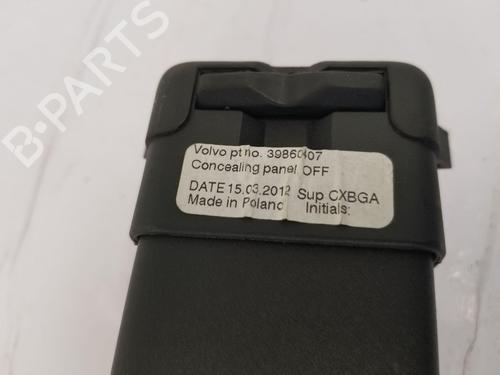 B-PARTS
Volvo pt no. 39860407
Concealing panel OFF
DATE 15.03.2012 Sup CXBGA
Made in Poland Initials: